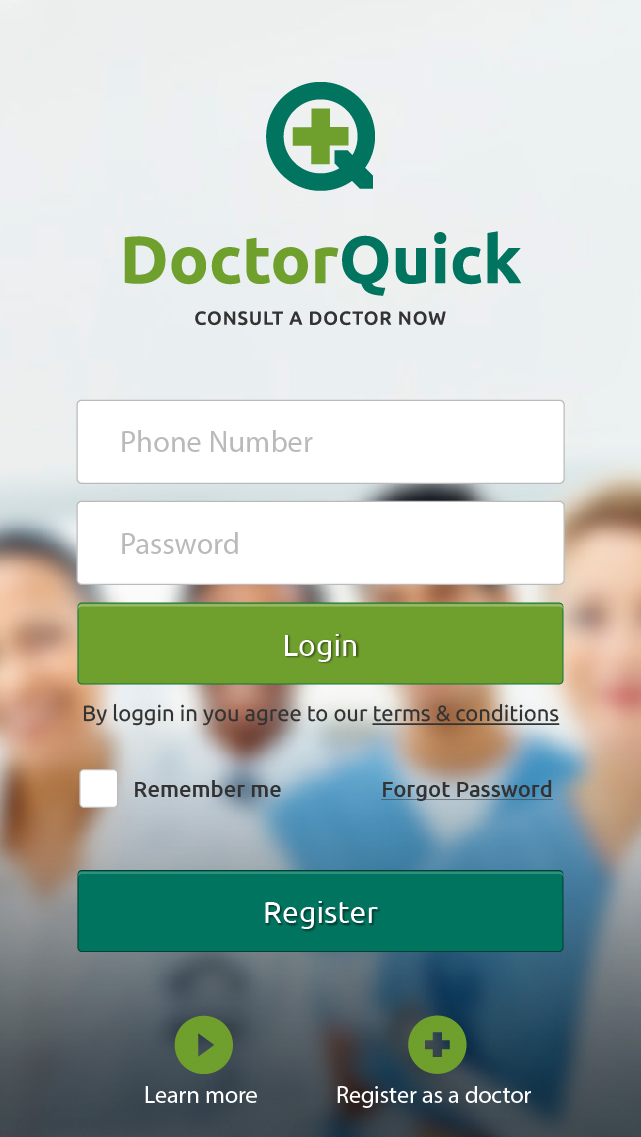 DoctorQuick
CONSULT A DOCTOR NOW
Phone Number
Password
Login
By loggin in you agree to our terms & conditions
Remember me
Forgot Password
Register
Learn more
Register as a doctor